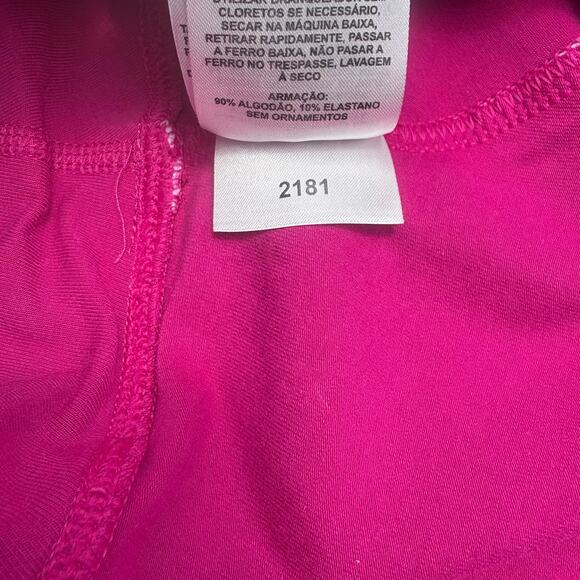 CLORETOS SE NECESSÁRIO,
SECAR NA MÁQUINA BAIXA,
RETIRAR RAPIDAMENTE, PASSAR
A FERRO BAIXA, NÃO PASSAR A
FERRO NO TRESPASSE, LAVAGEM
À SECO
ARMAÇÃO:
90% ALGODÃO, 10% ELASTANO
SEM ORNAMENTOS
2181